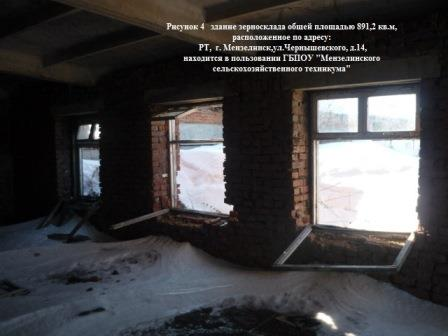 Рисунок 4 здание зерносклада общей площадью 891,2 кв.м,
расположенное по адресу:
РТ, г. Мензелинск,ул.Чернышевского, д.14,
находится в пользовании ГБПОУ "Мензелинского
сельскохозяйственного техникума"